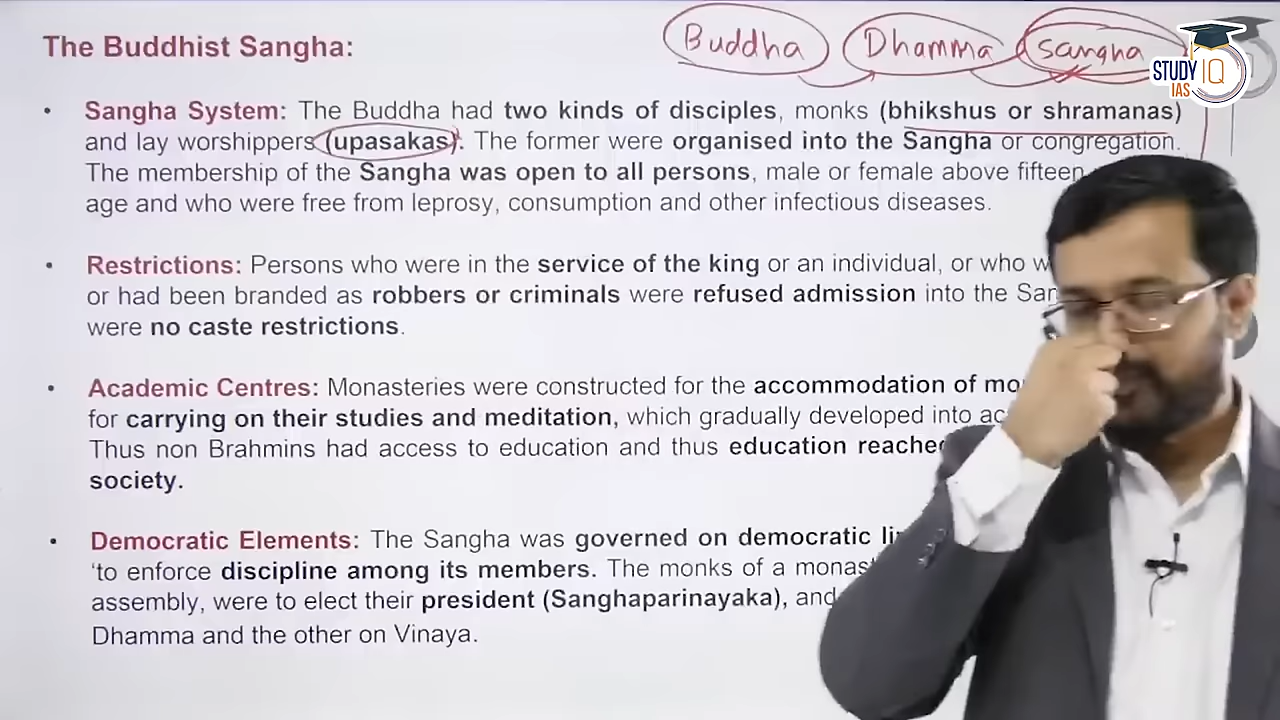 The Buddhist Sangha:
Buddha Dhamma Sangha
STUDY IQ
IAS
• Sangha System: The Buddha had two kinds of disciples, monks (bhikshus or shramanas)
and lay worshippers (upasakas). The former were organised into the Sangha or congregation.
The membership of the Sangha was open to all persons, male or female above fifteen
age and who were free from leprosy, consumption and other infectious diseases.
• Restrictions: Persons who were in the service of the king or an individual, or who
or had been branded as robbers or criminals were refused admission into the
were no caste restrictions.
• Academic Centres: Monasteries were constructed for the accommodation of
for carrying on their studies and meditation, which gradually developed into
Thus non Brahmins had access to education and thus education reached
society.
• Democratic Elements: The Sangha was governed on democratic
‘to enforce discipline among its members. The monks of a
assembly, were to elect their president (Sanghaparinayaka), and
Dhamma and the other on Vinaya.